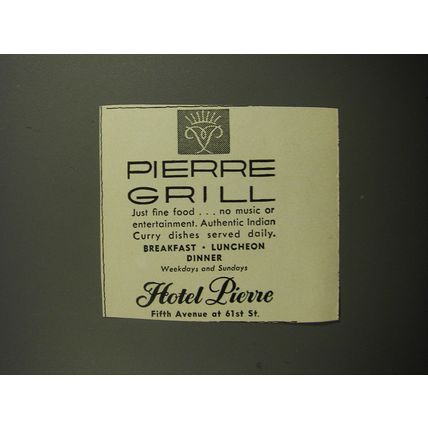 PIERRE
GRILL
Just fine food . . . no music or
entertainment. Authentic Indian
Curry dishes served daily.
BREAKFAST • LUNCHEON
DINNER
Weekdays and Sundays
Hotel Pierre
Fifth Avenue at 61st St.